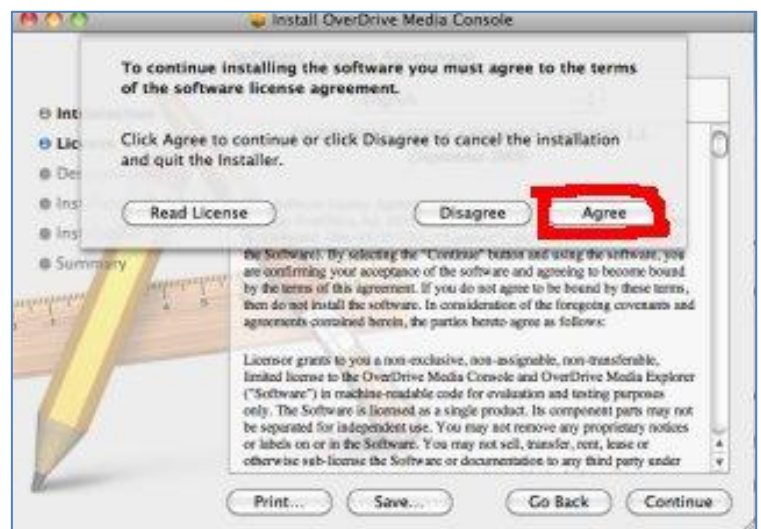 Install OverDrive Media Console
To continue installing the software you must agree to the terms
of the software license agreement.
Click Agree to continue or click Disagree to cancel the installation
and quit the Installer.
Read License
Disagree
Agree
Int
Lic
De
Ins
Ins
Summary
the Software). By selecting the "Continue" button and using the software, you
are confirming your acceptance of the software and agreeing to become bound
by the terms of this agreement. If you do not agree to be bound by these terms,
then do not install the software. In consideration of the foregoing covenants and
agreements contained herein, the parties hereto agree as follows:
Licensor grants to you a non-exclusive, non-assignable, non-transferable,
limited license to the OverDrive Media Console and OverDrive Media Explorer
("Software") in machine-readable code for evaluation and testing purposes
only. The Software is licensed as a single product. Its component parts may not
be separated for independent use. You may not remove any proprietary notices
or labels on or in the Software. You may not sell, transfer, rent, lease or
otherwise sub-license the Software or documentation to any third party under
Print...
Save...
Go Back
Continue